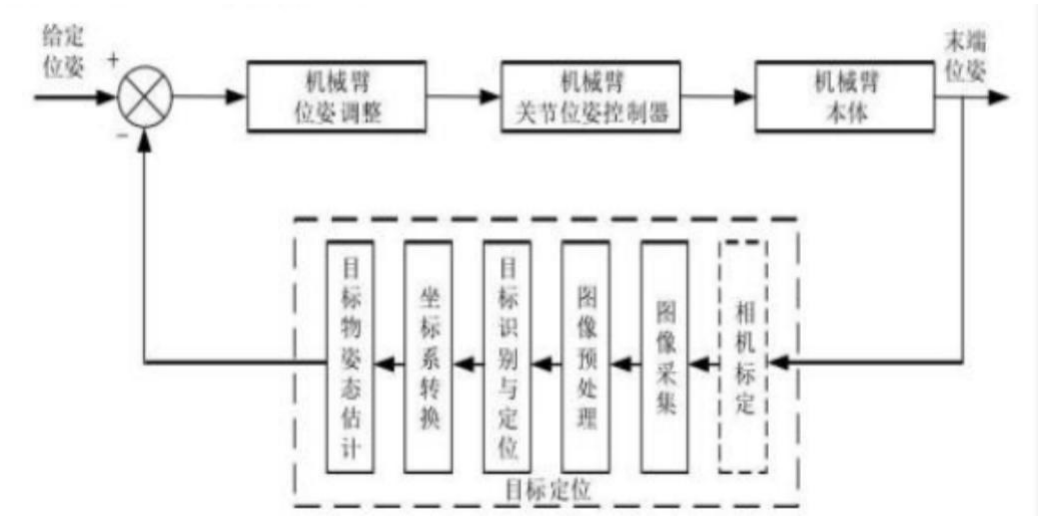 给定
位姿
+
-
机械臂
位姿调整
机械臂
关节位姿控制器
机械臂
本体
末端
位姿
目标物姿态估计
坐标系转换
目标识别与定位
图像预处理
图像采集
相机标定
目标定位